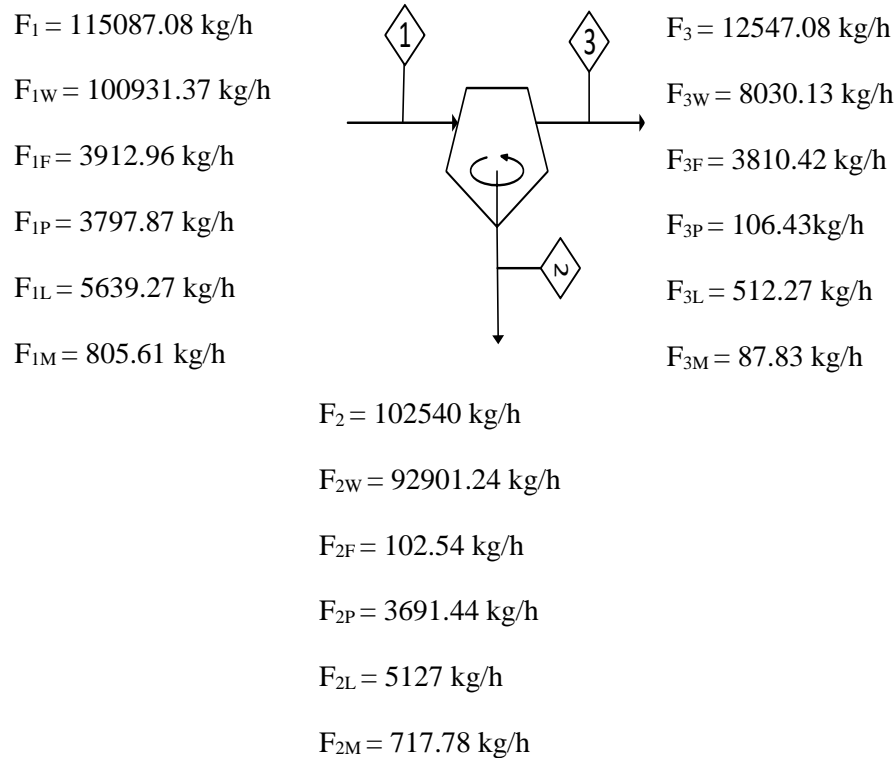 F₁ = 115087.08 kg/h
F₁W = 100931.37 kg/h
F₁F = 3912.96 kg/h
F₁P = 3797.87 kg/h
F₁L = 5639.27 kg/h
F₁M = 805.61 kg/h
1
3
2
F₃ = 12547.08 kg/h
F₃W = 8030.13 kg/h
F₃F = 3810.42 kg/h
F₃P = 106.43kg/h
F₃L = 512.27 kg/h
F₃M = 87.83 kg/h
F₂ = 102540 kg/h
F₂W = 92901.24 kg/h
F₂F = 102.54 kg/h
F₂P = 3691.44 kg/h
F₂L = 5127 kg/h
F₂M = 717.78 kg/h